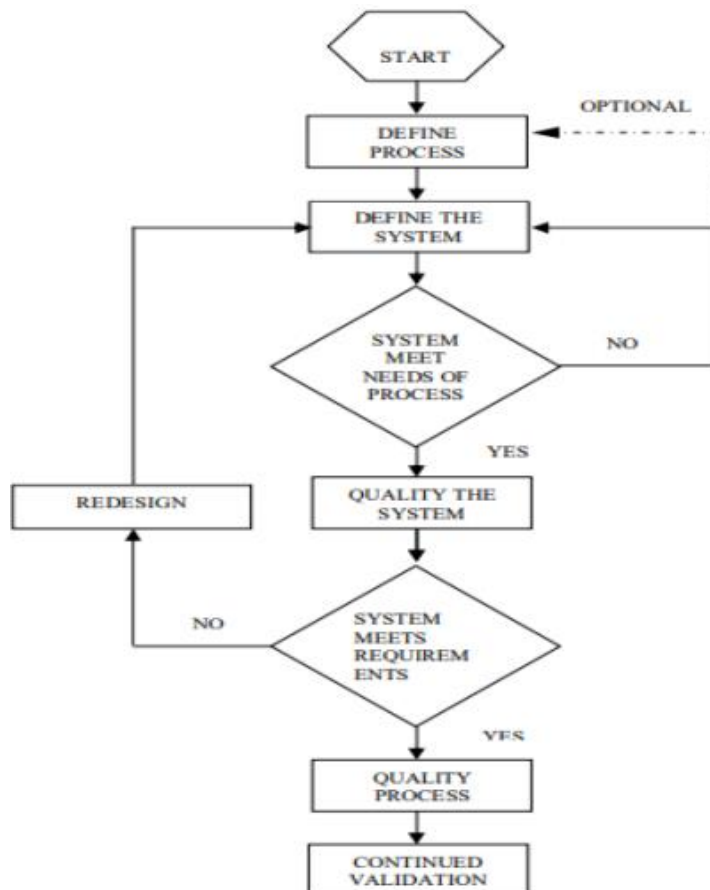 START
OPTIONAL
DEFINE
PROCESS
DEFINE THE
SYSTEM
SYSTEM
MEET
NEEDS OF
PROCESS
NO
YES
REDESIGN
QUALITY THE
SYSTEM
NO
SYSTEM
MEETS
REQUIREM
ENTS
YES
QUALITY
PROCESS
CONTINUED
VALIDATION